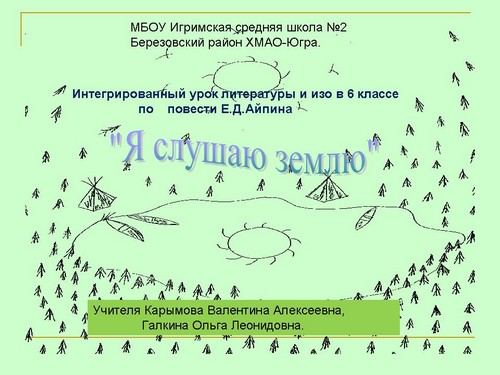 МБОУ Игримская средняя школа №2
Березовский район ХМАО-Югра.
Интегрированный урок литературы и изо в 6 классе
по повести Е.Д.Айпина
"Я слушаю землю"
Учителя Карымова Валентина Алексеевна,
Галкина Ольга Леонидовна.